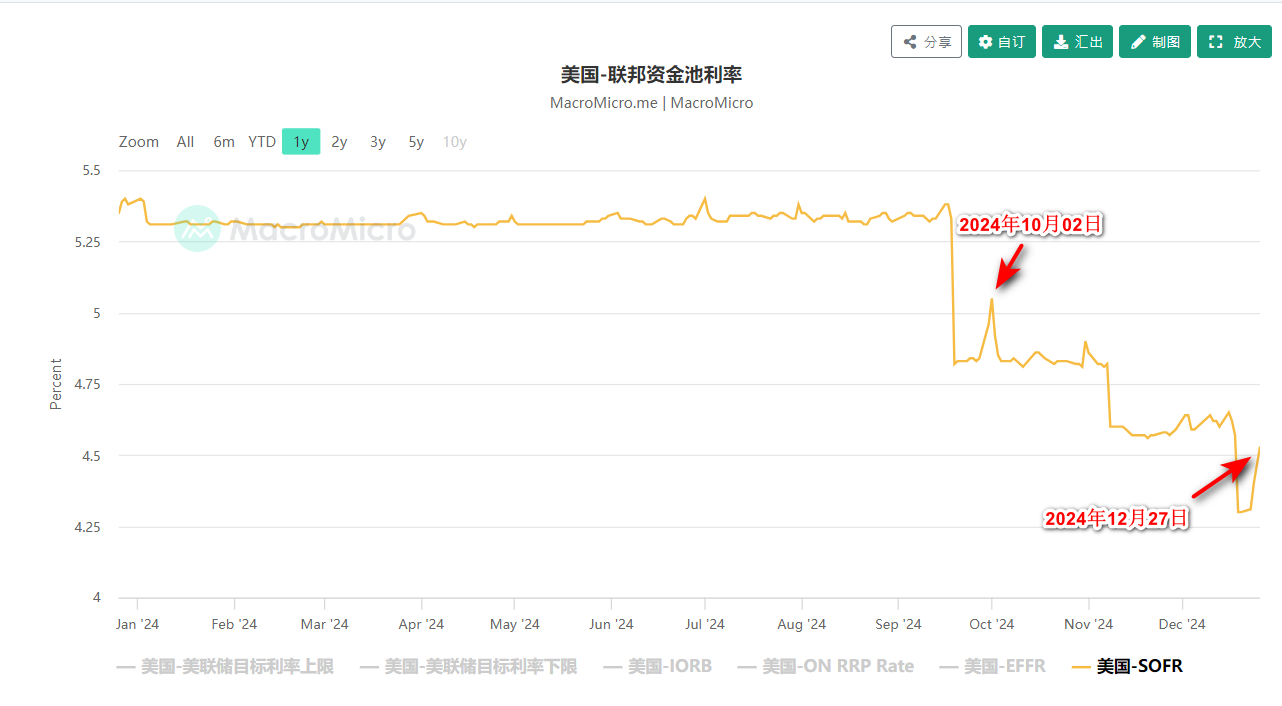 分享 自订 汇出 制图 放大
美国-联邦资金池利率
MacroMicro.me | MacroMicro
Zoom All 6m YTD 1y 2y 3y 5y 10y
5.5
MacroMicro
2024年10月02日
5.25
5
Percent
4.75
4.5
2024年12月27日
4.25
4
Jan '24 Feb '24 Mar '24 Apr '24 May '24 Jun '24 Jul '24 Aug '24 Sep '24 Oct '24 Nov '24 Dec '24
美国-美联储目标利率上限 美国-美联储目标利率下限 美国-IORB 美国-ON RRP Rate 美国-EFFR 美国-SOFR